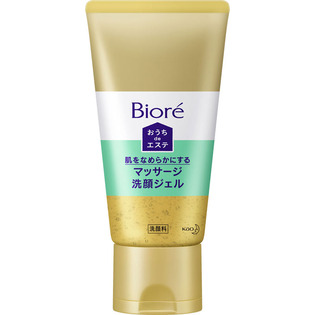 Bioré
おうち
de
エステ
肌をなめらかにする
マッサージ
洗顔ジェル
洗顔料
Kao